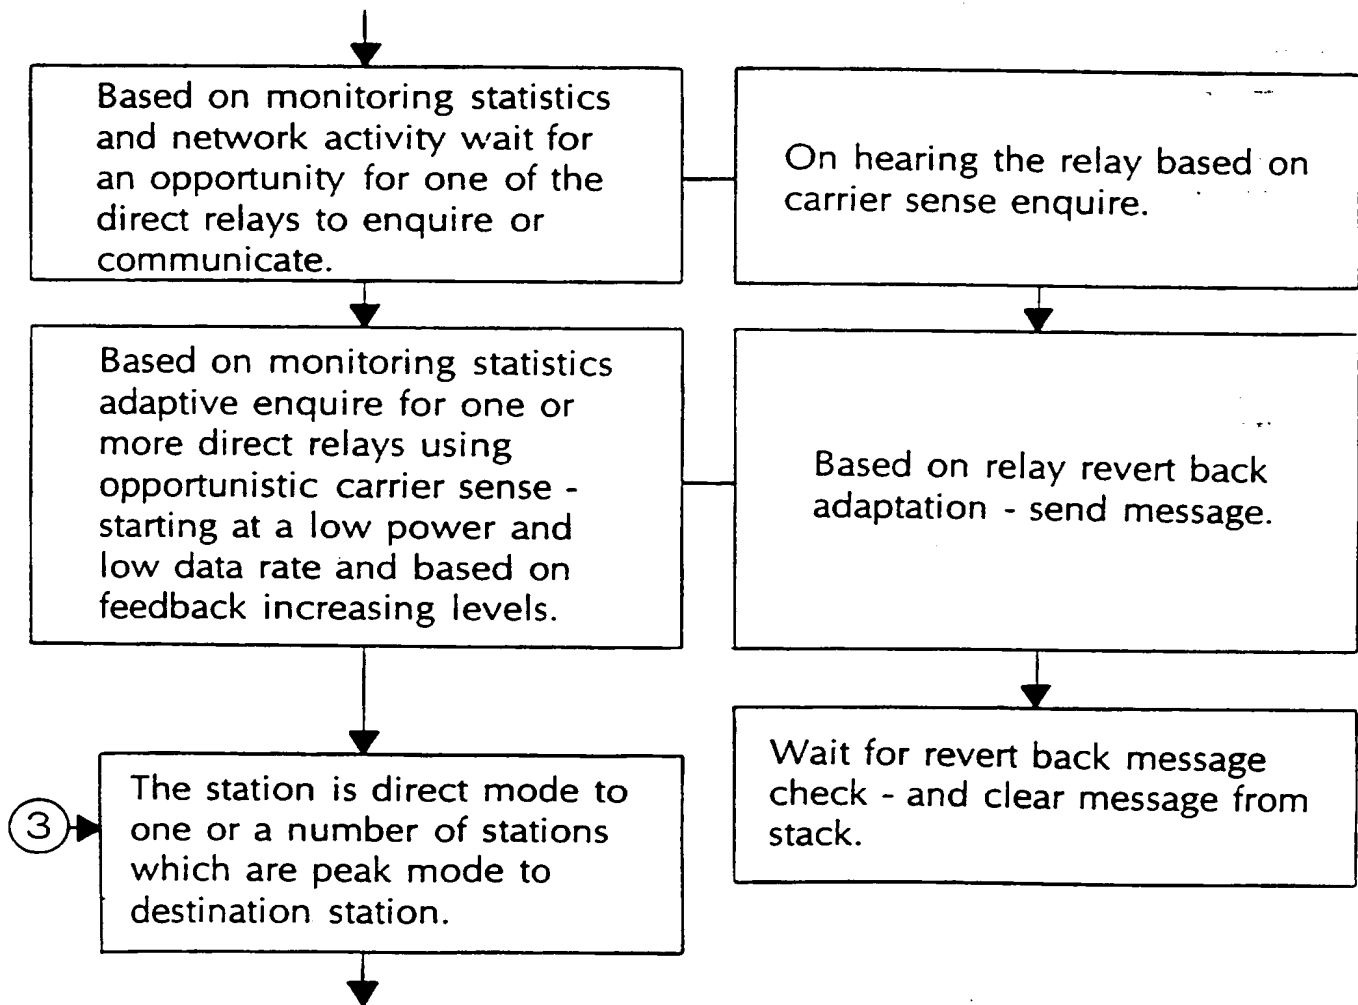 Based on monitoring statistics
and network activity wait for
an opportunity for one of the
direct relays to enquire or
communicate.
On hearing the relay based on
carrier sense enquire.
Based on monitoring statistics
adaptive enquire for one or
more direct relays using
opportunistic carrier sense -
starting at a low power and
low data rate and based on
feedback increasing levels.
Based on relay revert back
adaptation - send message.
Wait for revert back message
check - and clear message from
stack.
3
The station is direct mode to
one or a number of stations
which are peak mode to
destination station.